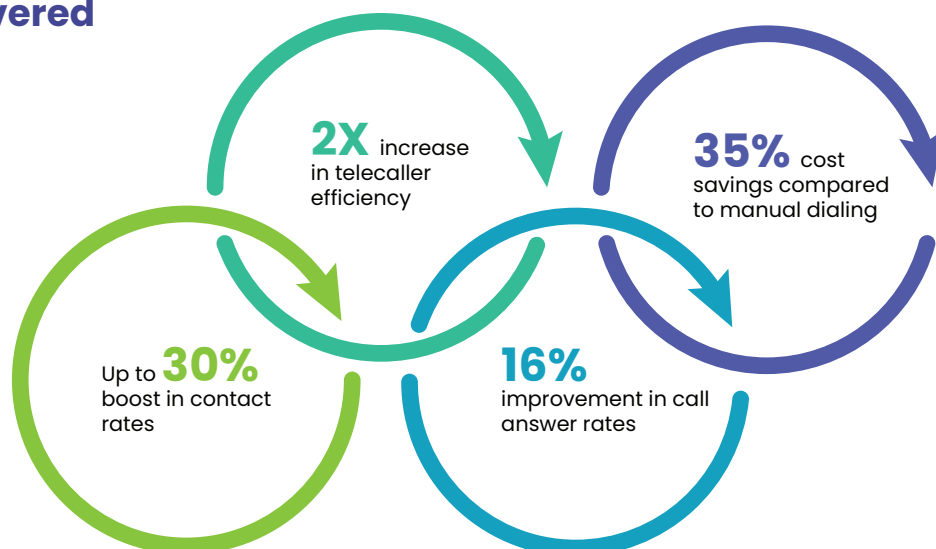 2X increase
in telecaller
efficiency
35% cost
savings compared
to manual dialing
Up to 30%
boost in contact
rates
16%
improvement in call
answer rates